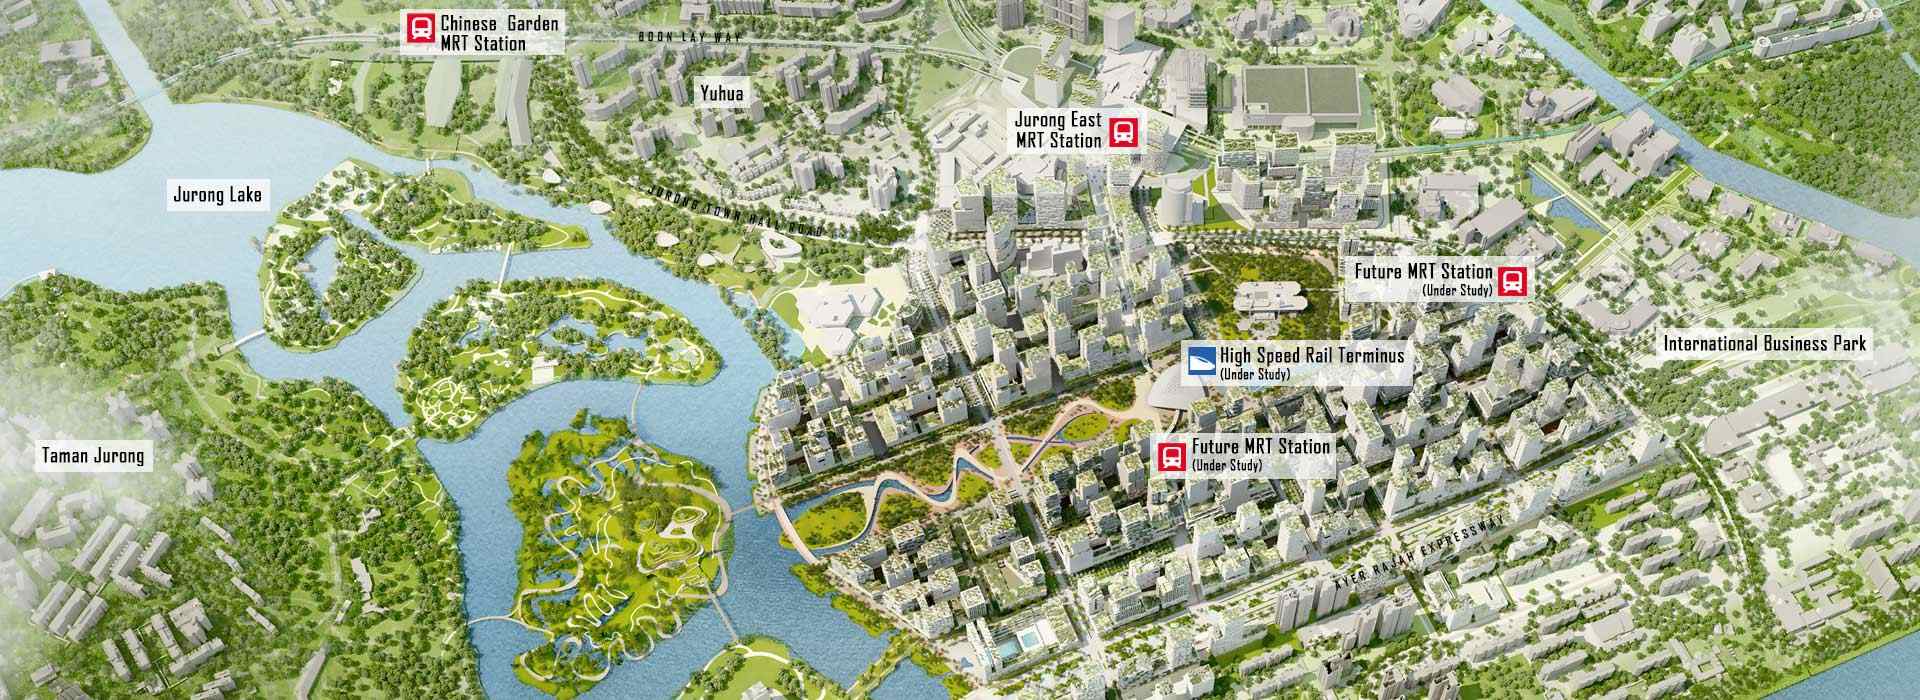 Chinese Garden
MRT Station
BOON LAY WAY
Yuhua
Jurong East
MRT Station
Jurong Lake
JURONG TOWN HALL ROAD
Future MRT Station
(Under Study)
International Business Park
High Speed Rail Terminus
(Under Study)
Taman Jurong
Future MRT Station
(Under Study)
AYER RAJAH EXPRESSWAY